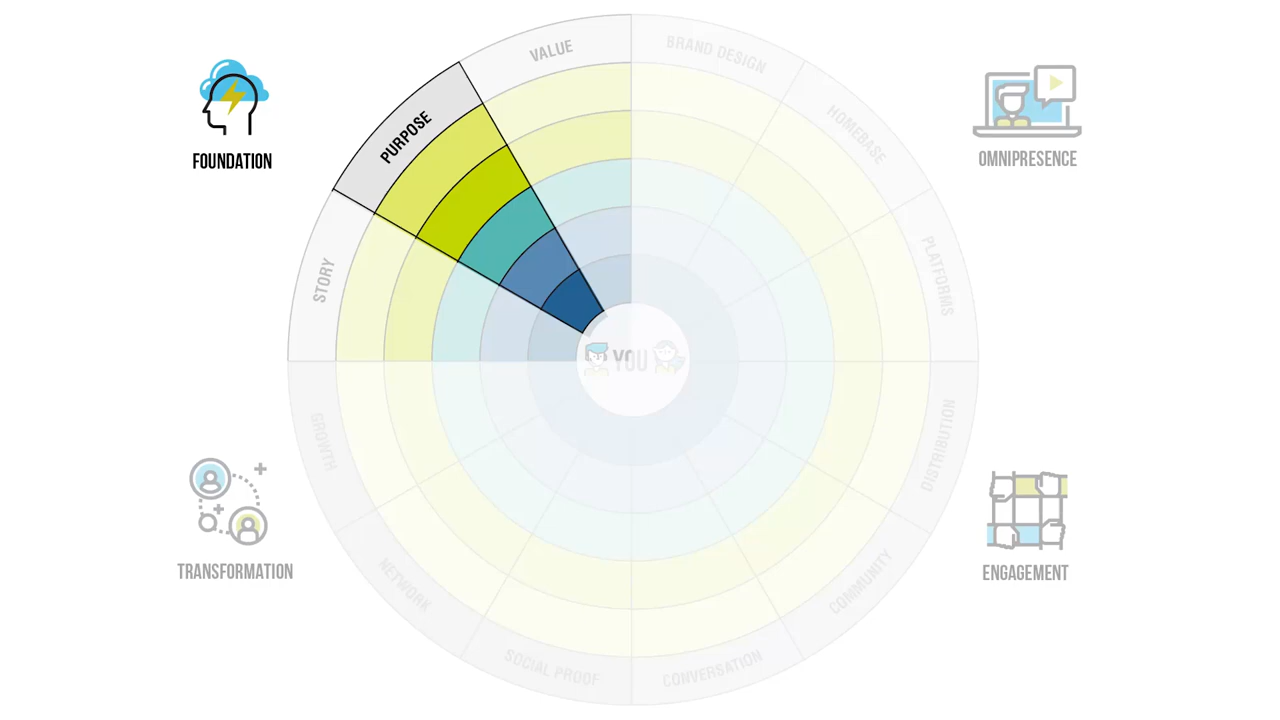 VALUE
BRAND DESIGN
FOUNDATION
PURPOSE
HOMEBASE
OMNIPRESENCE
STORY
PLATFORMS
YOU
GROWTH
DISTRIBUTION
TRANSFORMATION
NETWORK
COMMUNITY
ENGAGEMENT
SOCIAL PROOF
CONVERSATION